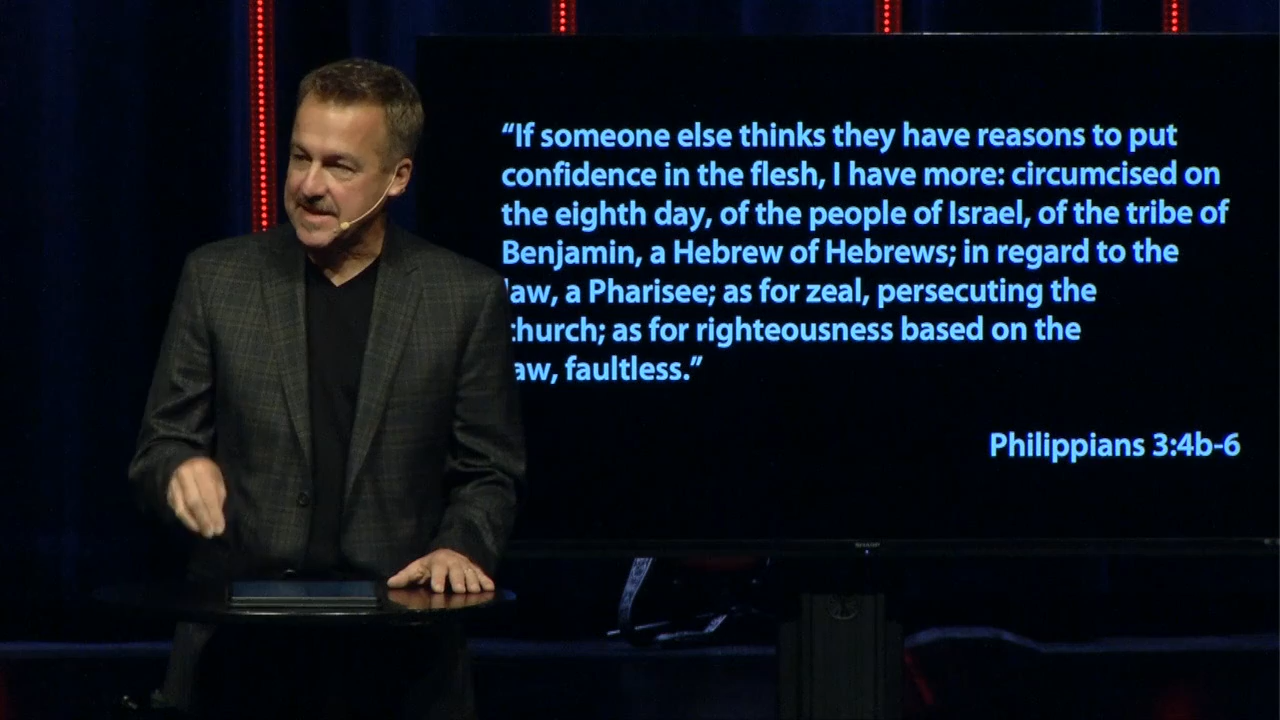 “If someone else thinks they have reasons to put
confidence in the flesh, I have more: circumcised on
the eighth day, of the people of Israel, of the tribe of
Benjamin, a Hebrew of Hebrews; in regard to the
law, a Pharisee; as for zeal, persecuting the
church; as for righteousness based on the
law, faultless.”
Philippians 3:4b-6
SHARP